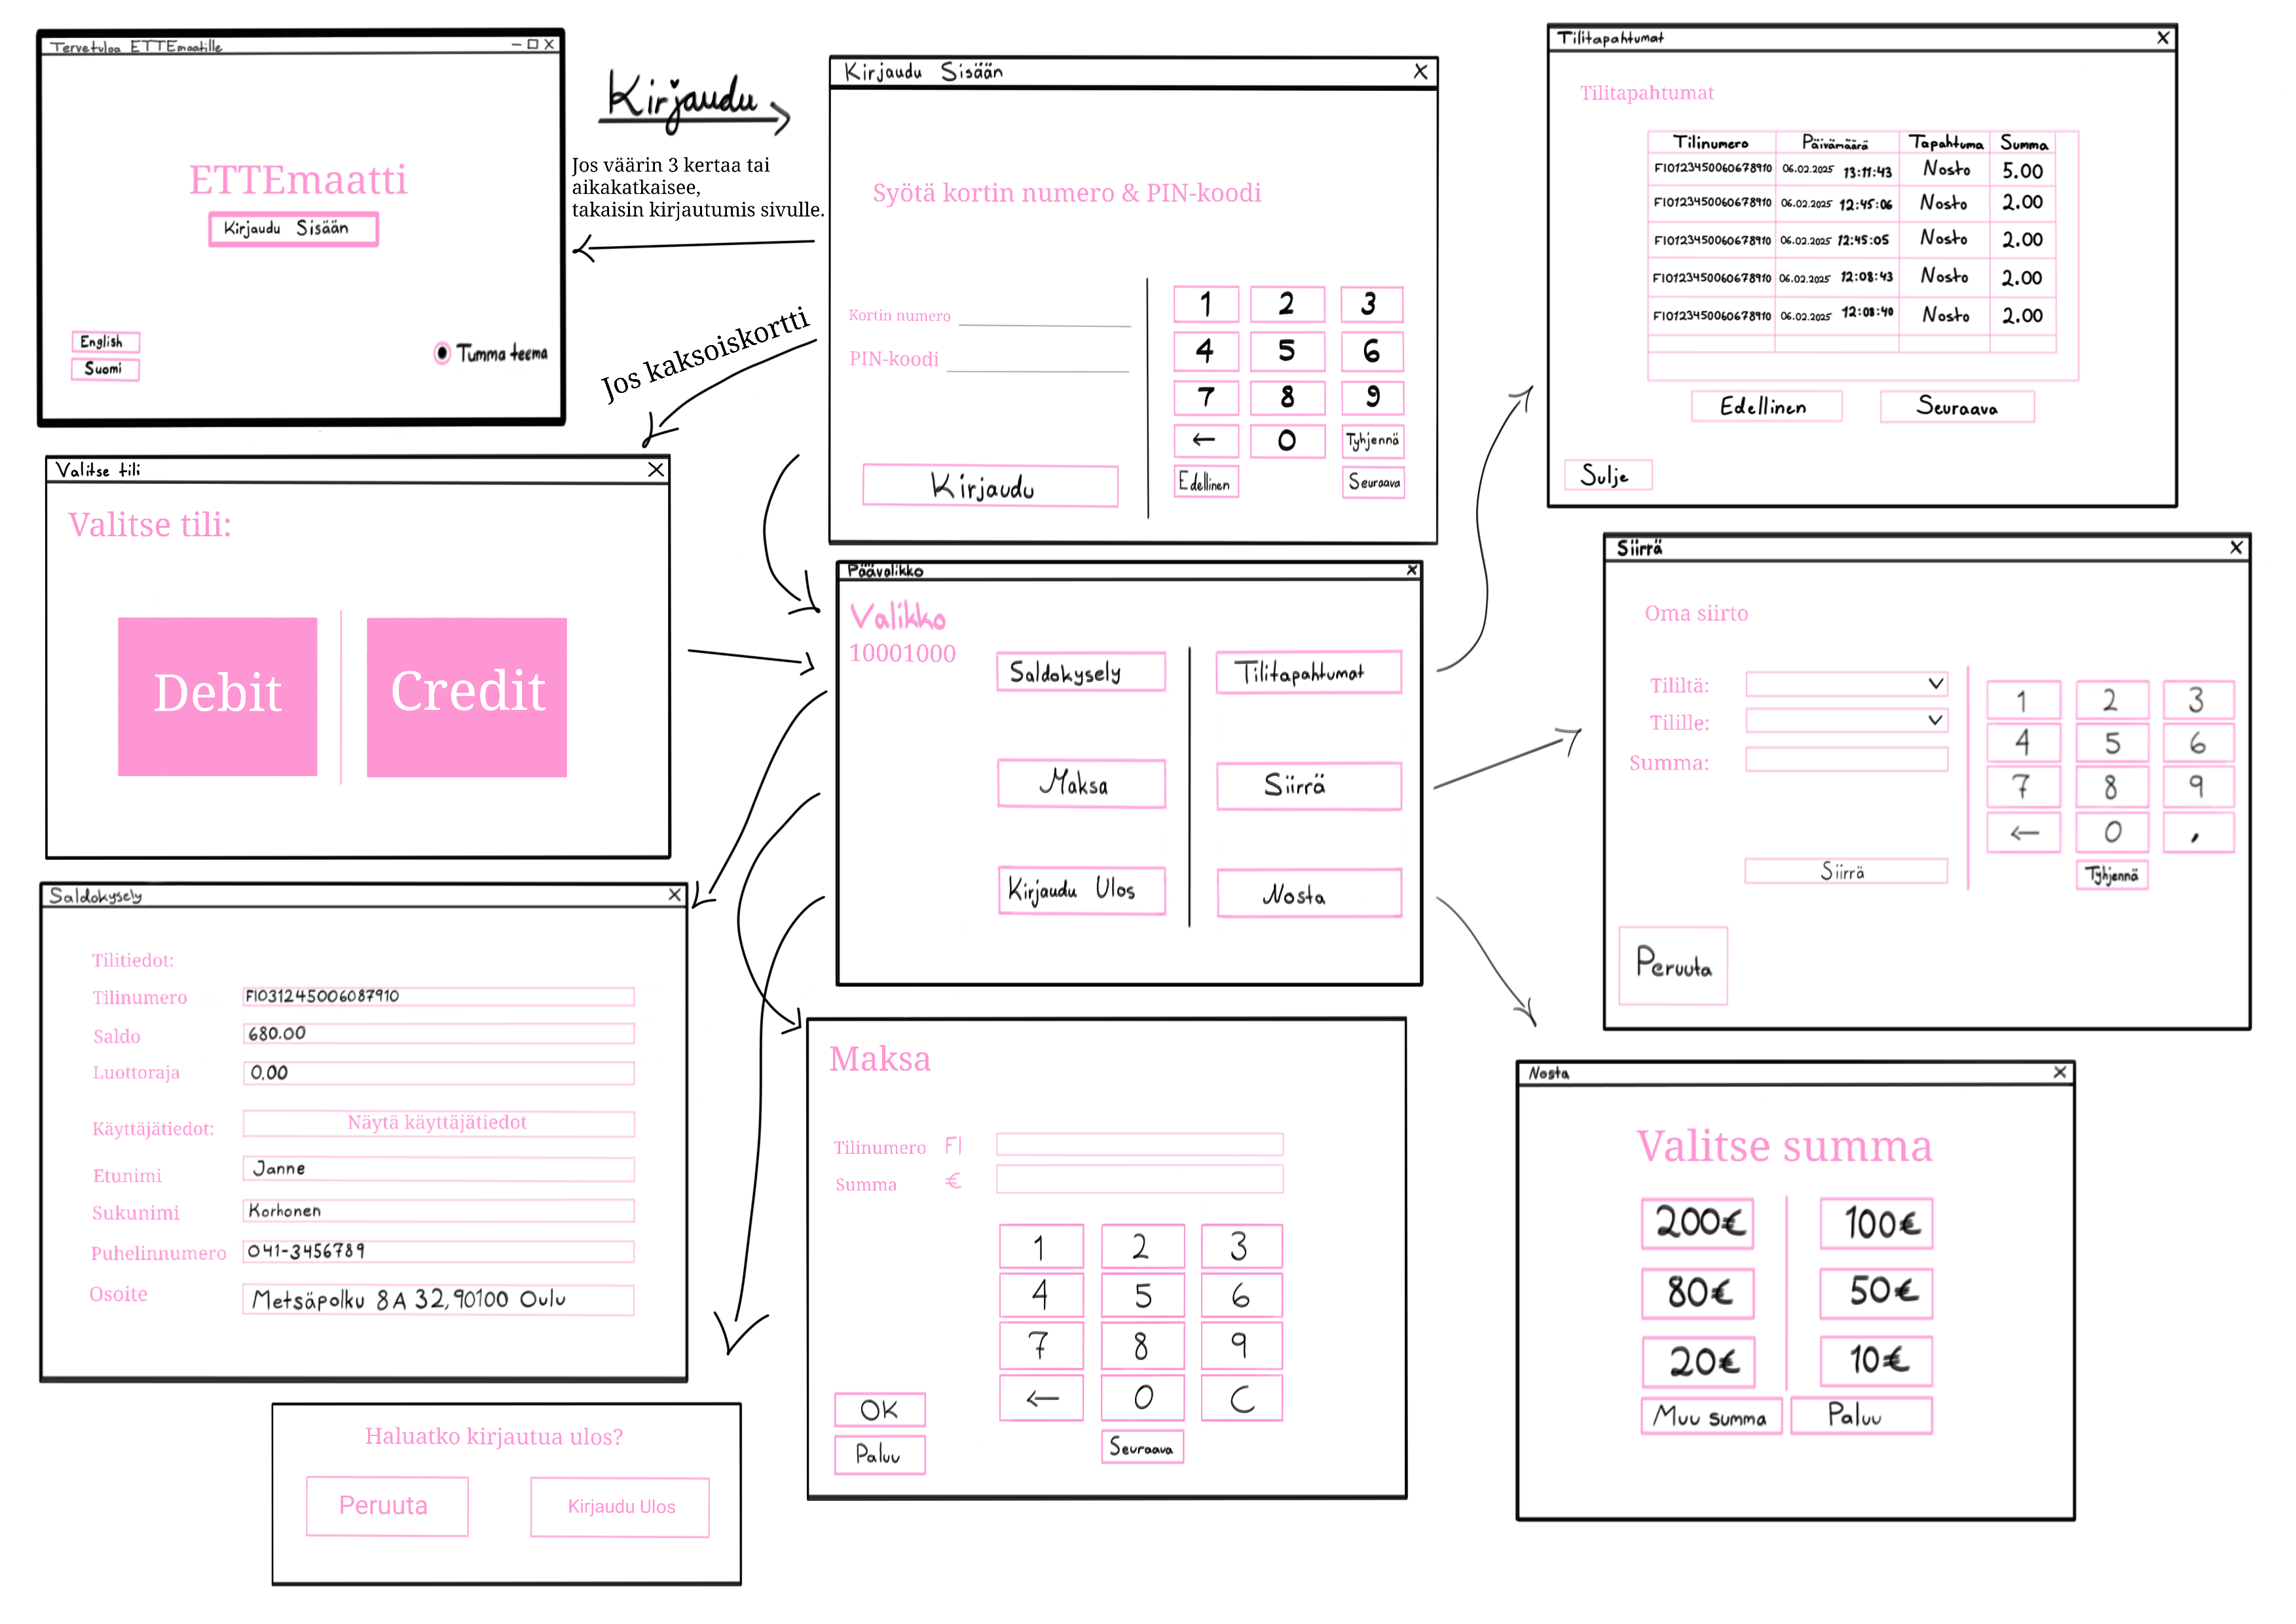 Tervetuloa ETTEmaatille
ETTEmaatti
Kirjaudu Sisään
English
Suomi
Tumma teema
Kirjaudu
Jos väärin 3 kertaa tai
aikakatkaisee,
takaisin kirjautumis sivulle.
Jos kaksoiskortti
Kirjaudu Sisään
Syötä kortin numero & PIN-koodi
Kortin numero
PIN-koodi
Kirjaudu
1 2 3
4 5 6
7 8 9
← 0 Tyhjennä
Edellinen Seuraava
Tilitapahtumat
Tilitapahtumat
Tilinumero Päivämäärä Tapahtuma Summa
FI0123450060678910 06.02.2025 13:11:43 Nosto 5.00
FI0123450060678910 06.02.2025 12:45:06 Nosto 2.00
FI0123450060678910 06.02.2025 12:45:05 Nosto 2.00
FI0123450060678910 06.02.2025 12:08:43 Nosto 2.00
FI0123450060678910 06.02.2025 12:08:40 Nosto 2.00
Edellinen Seuraava
Sulje
Valitse tili
Valitse tili:
Debit Credit
Päävalikko
Valikko
10001000
Saldokysely Tilitapahtumat
Maksa Siirrä
Kirjaudu Ulos Nosta
Siirrä
Oma siirto
Tililtä:
Tilille:
Summa:
Siirrä
1 2 3
4 5 6
7 8 9
← 0 ,
Tyhjennä
Peruuta
Saldokysely
Tilitiedot:
Tilinumero FI031245006087910
Saldo 680.00
Luottoraja 0.00
Käyttäjätiedot: Näytä käyttäjätiedot
Etunimi Janne
Sukunimi Korhonen
Puhelinnumero 041-3456789
Osoite Metsäpolku 8 A 32, 90100 Oulu
Maksa
Tilinumero FI
Summa €
1 2 3
4 5 6
7 8 9
← 0 C
Seuraava
OK
Paluu
Nosta
Valitse summa
200€ 100€
80€ 50€
20€ 10€
Muu summa Paluu
Haluatko kirjautua ulos?
Peruuta Kirjaudu Ulos